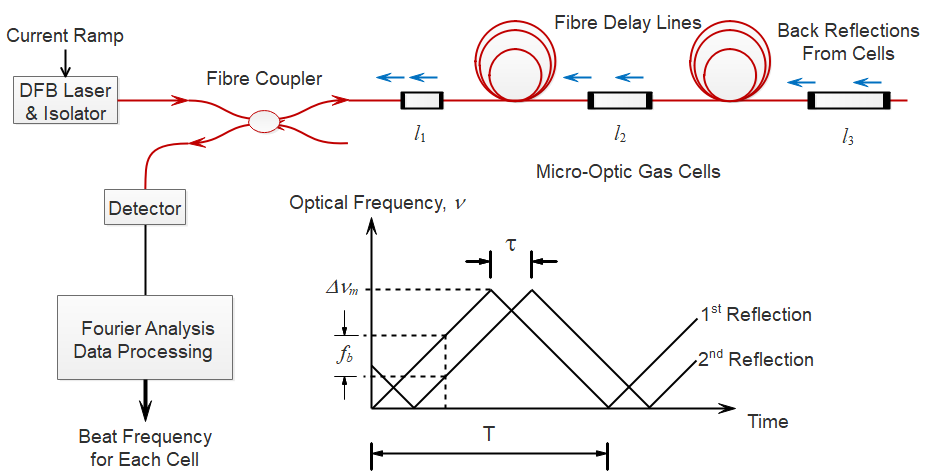 Current Ramp
DFB Laser
& Isolator
Fibre Coupler
Fibre Delay Lines
Back Reflections
From Cells
l1
l2
l3
Micro-Optic Gas Cells
Detector
Fourier Analysis
Data Processing
Beat Frequency
for Each Cell
Optical Frequency, ν
τ
Δνm
fb
1st Reflection
2nd Reflection
Time
T